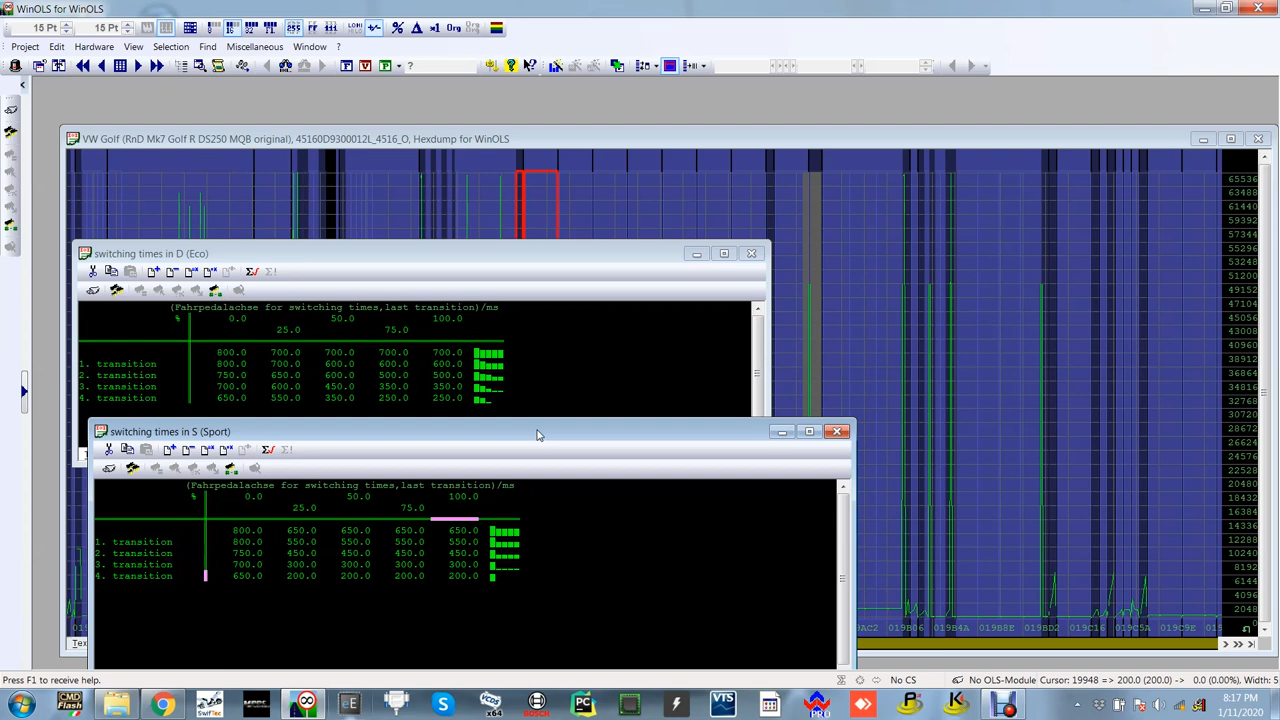 WinOLS for WinOLS
15 Pt 15 Pt
Project Edit Hardware View Selection Find Miscellaneous Window ?
VW Golf (RnD Mk7 Golf R DS250 MQB original), 45160D9300012L_4516_O, Hexdump for WinOLS
65536
63488
61440
59392
57344
55296
53248
51200
49152
47104
45056
43008
40960
38912
36864
34816
32768
30720
28672
26624
24576
22528
20480
18432
16384
14336
12288
10240
8192
6144
4096
2048
0
switching times in D (Eco)
(Fahrpedalachse for switching times,last transition)/ms
% 0.0 50.0 100.0
25.0 75.0
800.0 700.0 700.0 700.0 700.0
1. transition 800.0 700.0 600.0 600.0 600.0
2. transition 750.0 650.0 600.0 500.0 500.0
3. transition 700.0 600.0 450.0 350.0 350.0
4. transition 650.0 550.0 350.0 250.0 250.0
switching times in S (Sport)
(Fahrpedalachse for switching times,last transition)/ms
% 0.0 50.0 100.0
25.0 75.0
800.0 650.0 650.0 650.0 650.0
1. transition 800.0 550.0 550.0 550.0 550.0
2. transition 750.0 450.0 450.0 450.0 450.0
3. transition 700.0 300.0 300.0 300.0 300.0
4. transition 650.0 200.0 200.0 200.0 200.0
019B06 019B4A 019B8E 019BD2 019C16 019C5A 019C9E
Press F1 to receive help. No CS No OLS-Module Cursor: 19948 => 200.0 (200.0) -> 0.0 (0.00%), Width: 5
8:17 PM
1/11/2020